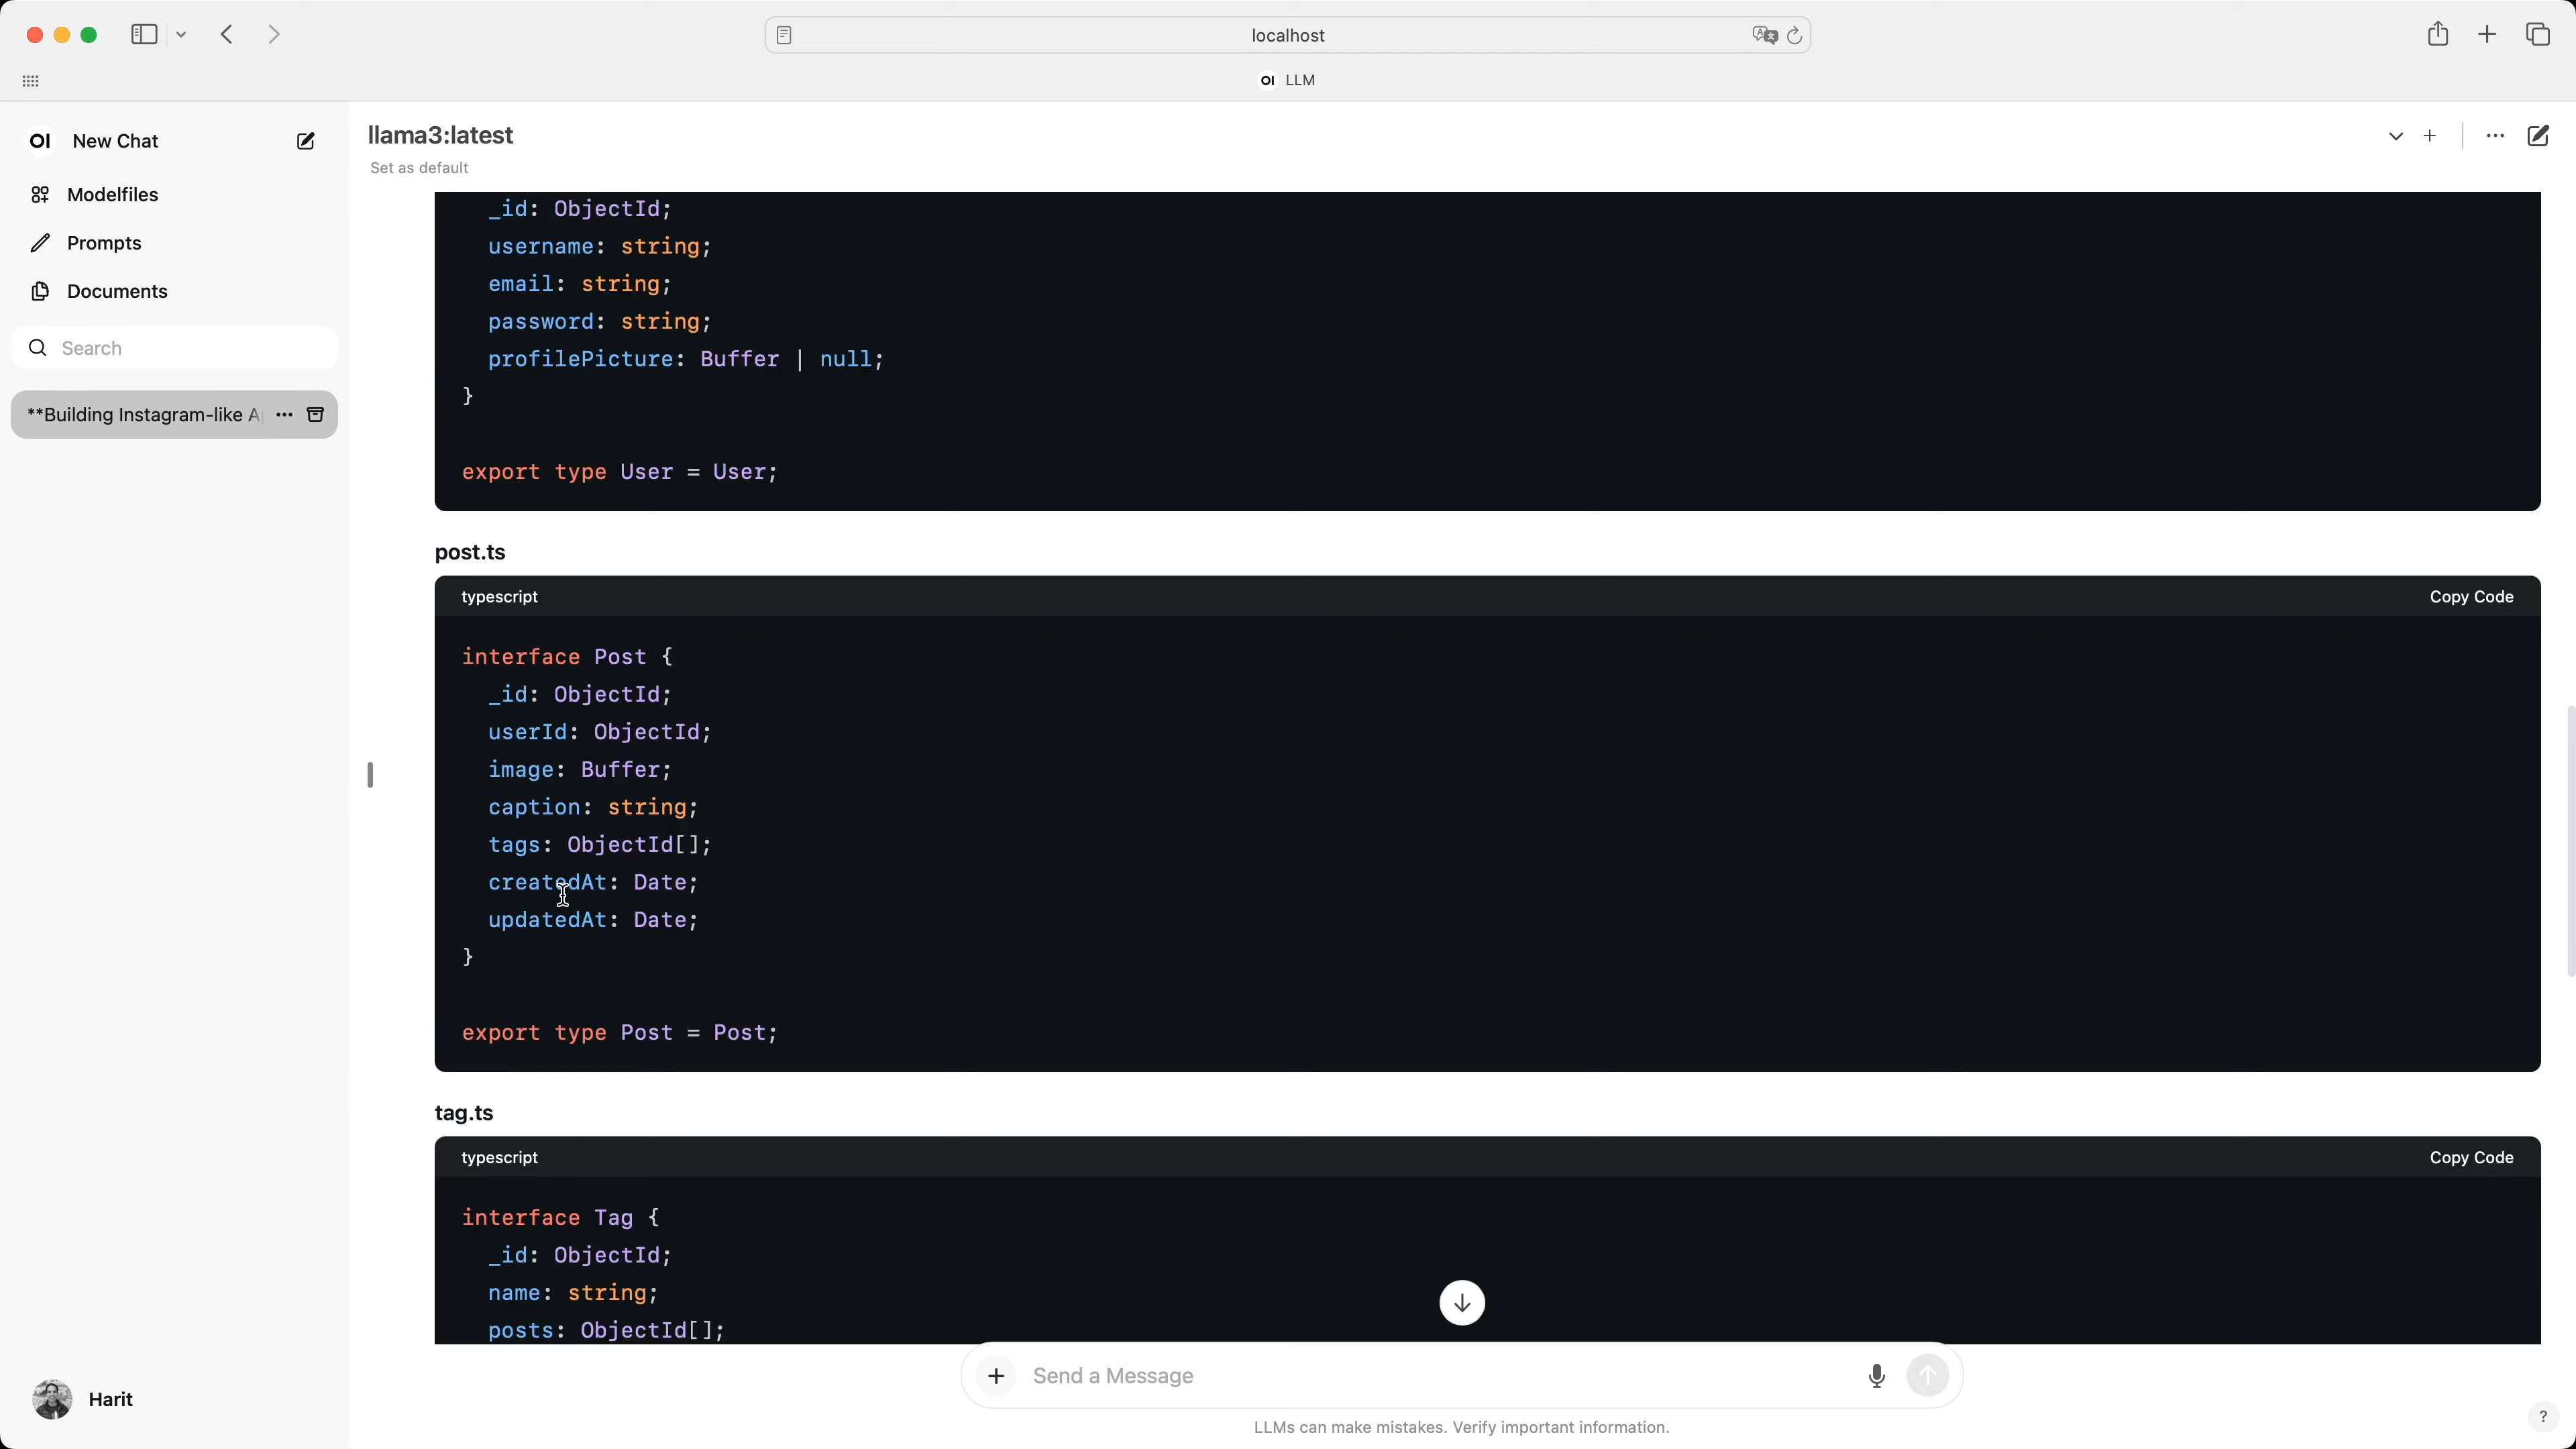 localhost
OI LLM
OI New Chat
Modelfiles
Prompts
Documents
Search
**Building Instagram-like
Harit
llama3:latest
Set as default
_id: ObjectId;
username: string;
email: string;
password: string;
profilePicture: Buffer | null;
}
export type User = User;
post.ts
typescript
Copy Code
interface Post {
_id: ObjectId;
userId: ObjectId;
image: Buffer;
caption: string;
tags: ObjectId[];
createdAt: Date;
updatedAt: Date;
}
export type Post = Post;
tag.ts
typescript
Copy Code
interface Tag {
_id: ObjectId;
name: string;
posts: ObjectId[];
Send a Message
LLMs can make mistakes. Verify important information.
?